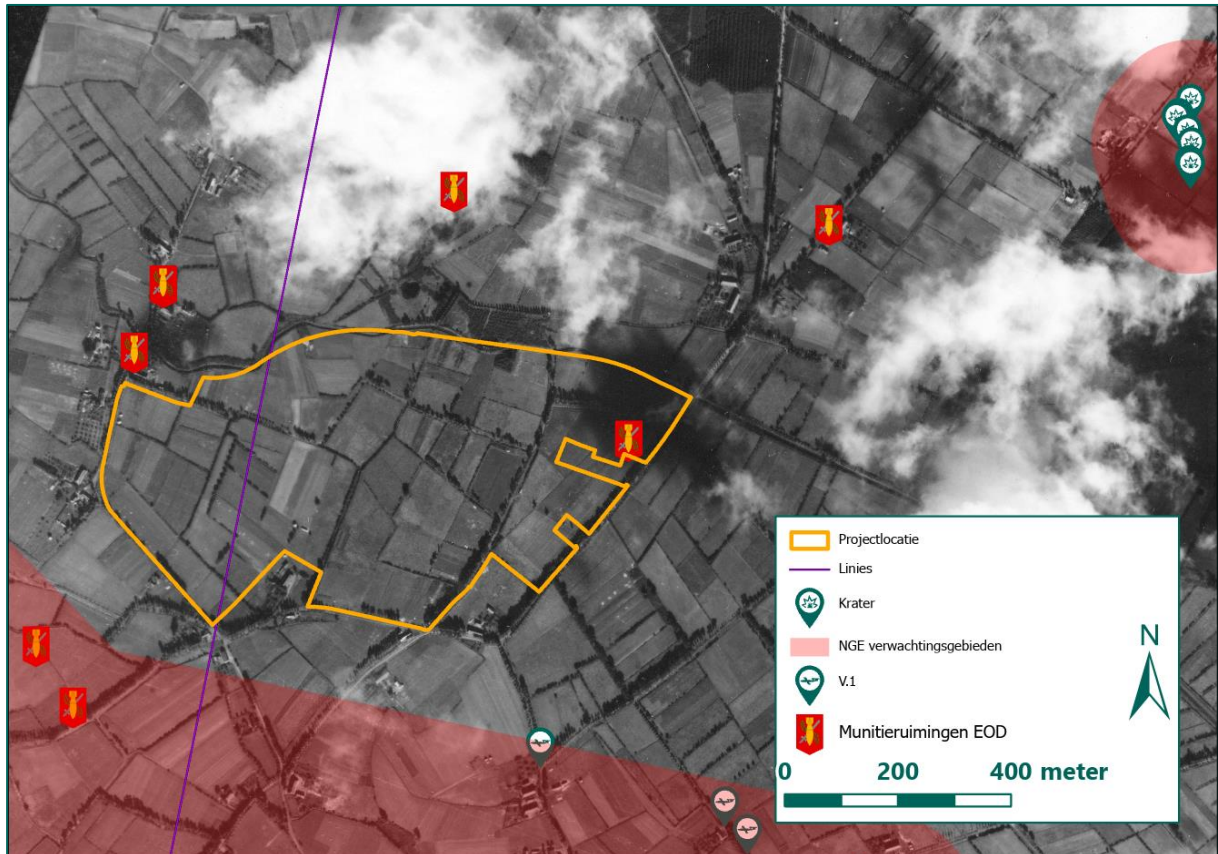 Projectlocatie
Linies
Krater
NGE verwachtingsgebieden
V.1
Munitieruimingen EOD
N
0 200 400 meter